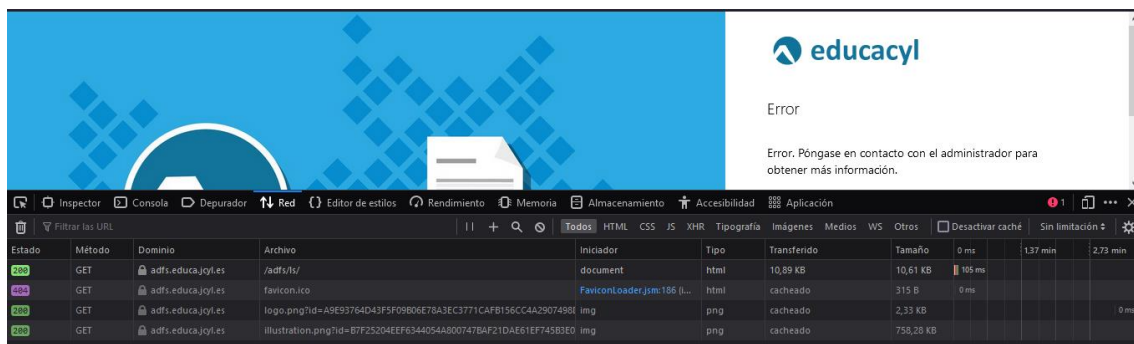 educacyl
Error
Error. Póngase en contacto con el administrador para
obtener más información.
Inspector Consola Depurador Red Editor de estilos Rendimiento Memoria Almacenamiento Accesibilidad Aplicación 1
Filtrar las URL Todos HTML CSS JS XHR Tipografía Imágenes Medios WS Otros Desactivar caché Sin limitación
Estado Método Dominio Archivo Iniciador Tipo Transferido Tamaño 0 ms 1,37 min 2,73 min
200 GET adfs.educa.jcyl.es /adfs/ls/ document html 10,89 KB 10,61 KB 105 ms
404 GET adfs.educa.jcyl.es favicon.ico FaviconLoader.jsm:186 (i... html cacheado 315 B 0 ms
200 GET adfs.educa.jcyl.es img png cacheado 2,33 KB 0 ms
200 GET adfs.educa.jcyl.es img png cacheado 758,28 KB